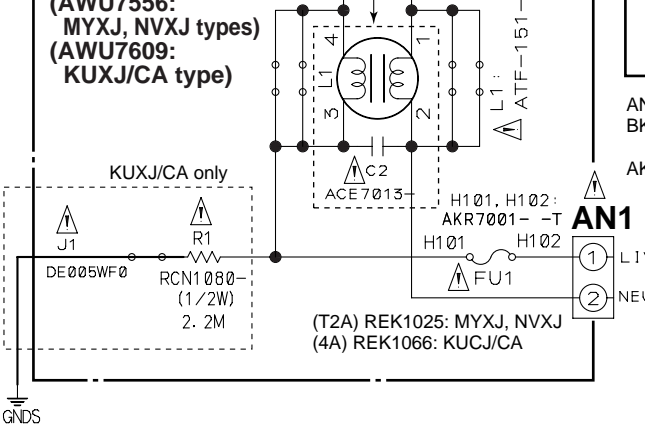 (AWU7556:
MYXJ, NVXJ types)
(AWU7609:
KUXJ/CA type)
4
1
L1
3
2
L1:
ATF-151-
C2
ACE7013-
KUXJ/CA only
J1
DE005WF0
R1
RCN1080-
(1/2W)
2.2M
H101, H102:
AKR7001- -T
AN1
H101
H102
FU1
1
2
NEU
(T2A) REK1025: MYXJ, NVXJ
(4A) REK1066: KUCJ/CA
GNDS